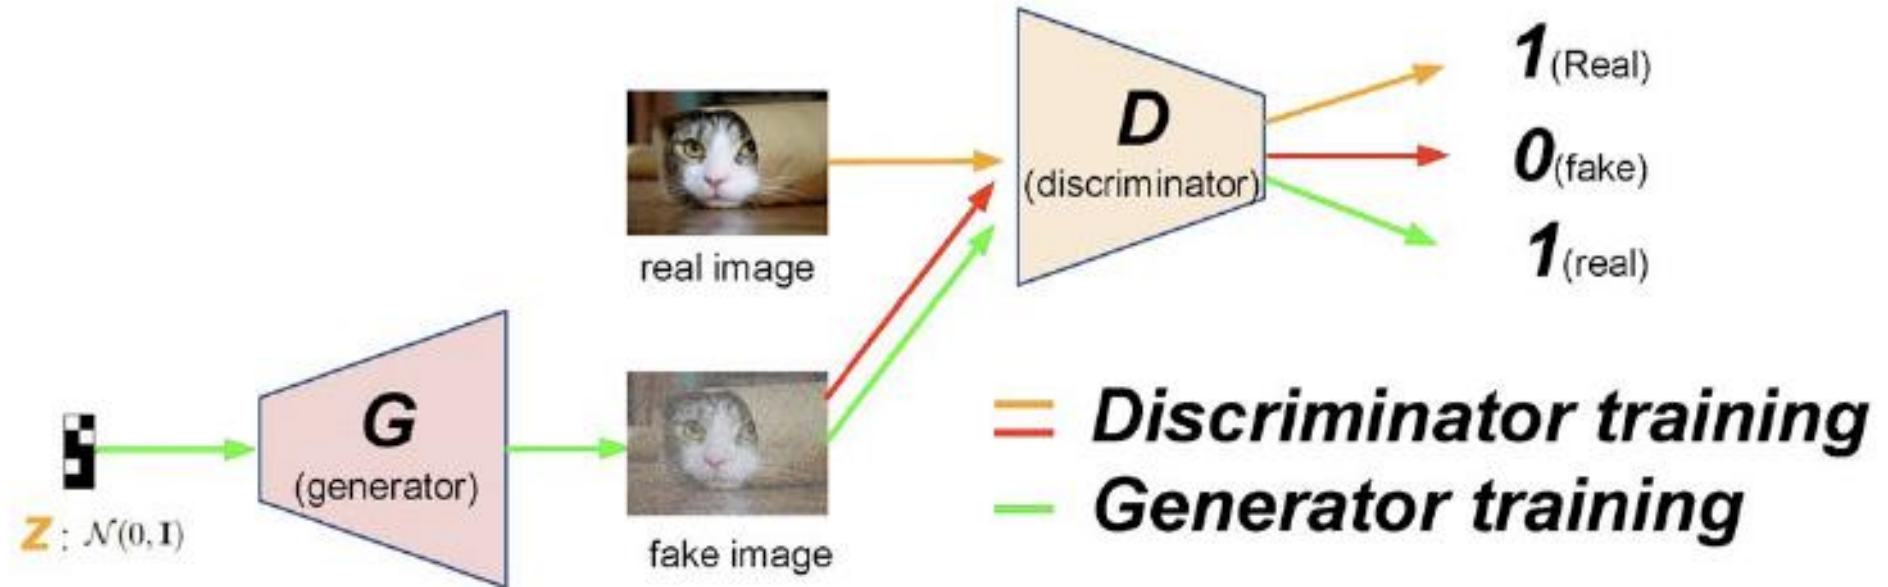 1(Real)
D
(discriminator)
0(fake)
1(real)
real image
G
(generator)
z : 𝒩(0, I)
fake image
Discriminator training
Generator training